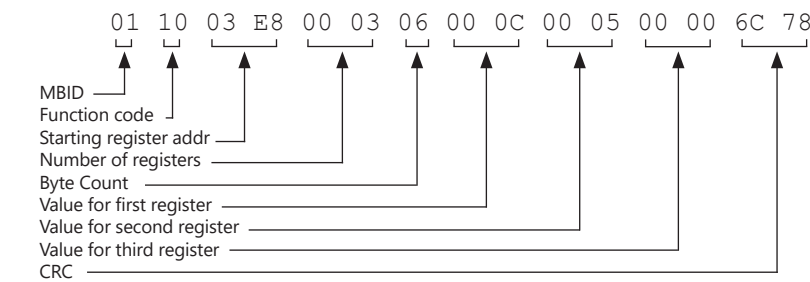 01 10 03 E8 00 03 06 00 0C 00 05 00 00 6C 78
MBID
Function code
Starting register addr
Number of registers
Byte Count
Value for first register
Value for second register
Value for third register
CRC